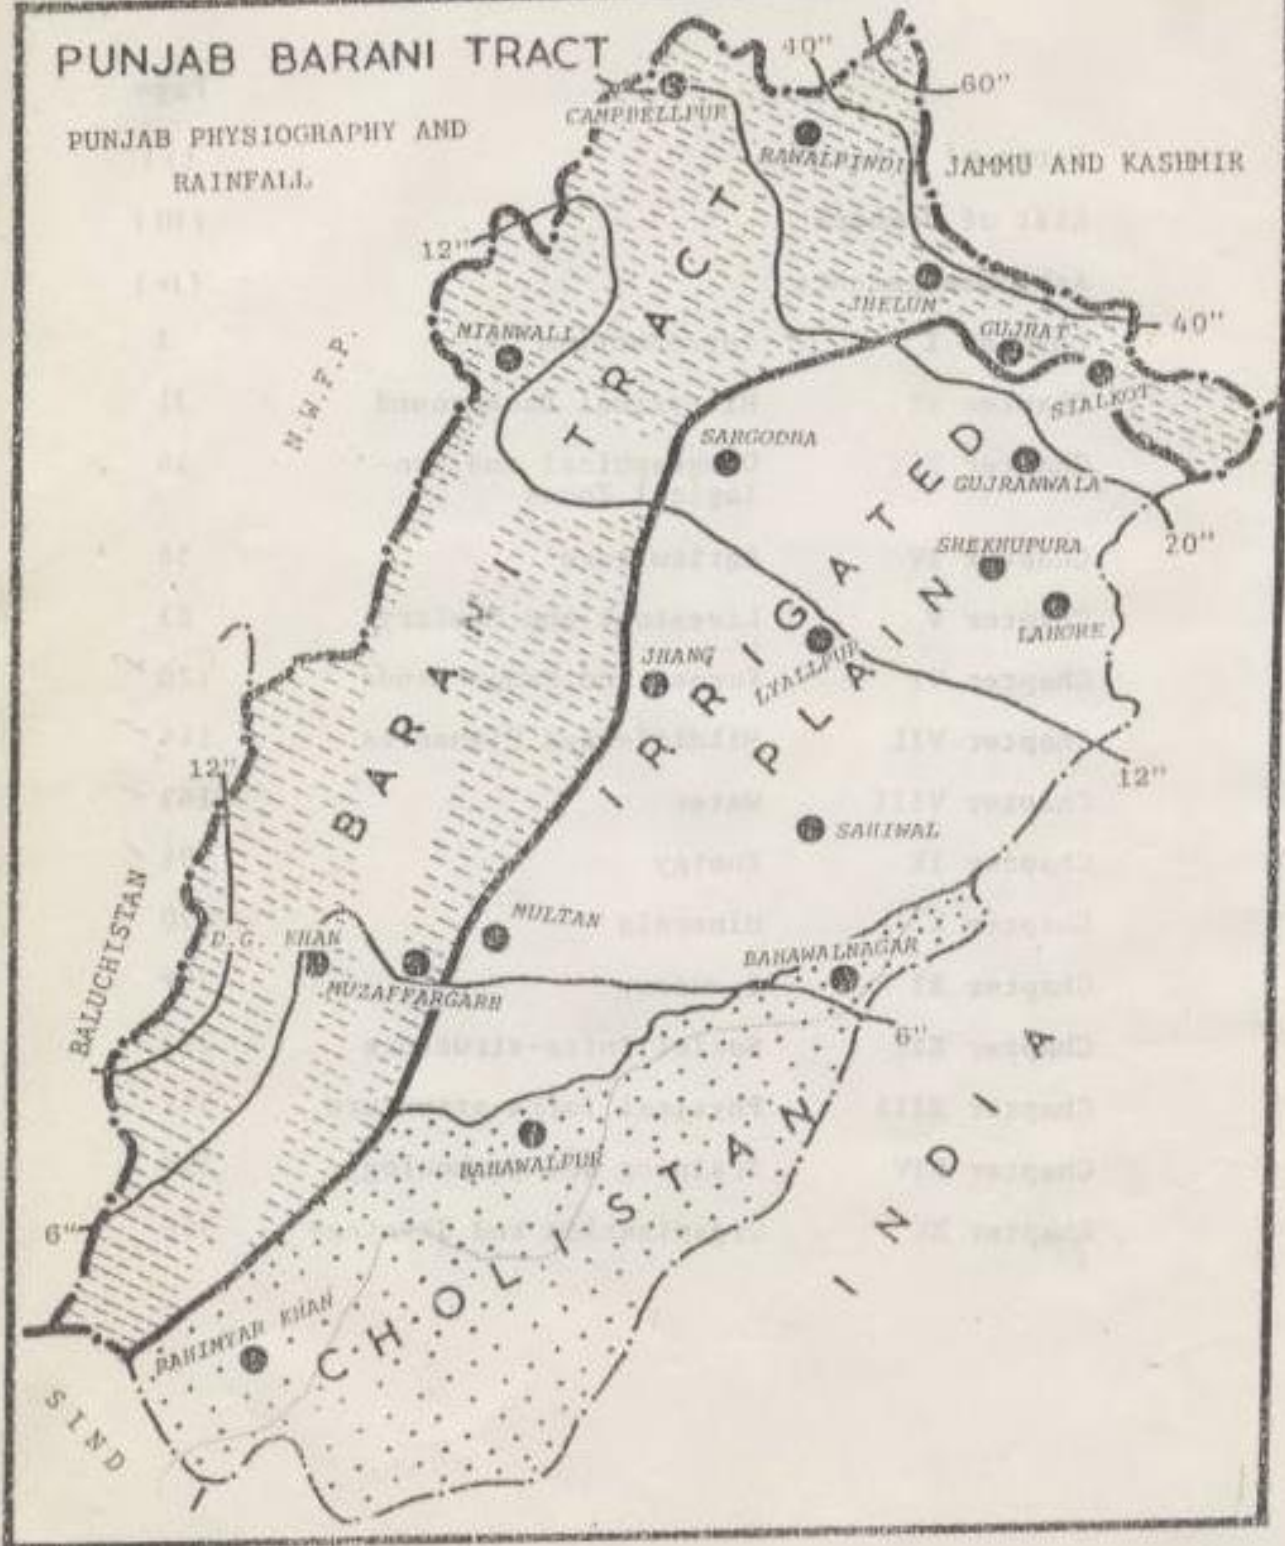 PUNJAB BARANI TRACT
PUNJAB PHYSIOGRAPHY AND
RAINFALL
40"
60"
CAMPBELLPUR
RAWALPINDI
JAMMU AND KASHMIR
12"
JHELUM
MIANWALI
GUJRAT
40"
N.W.F.P.
SIALKOT
SARGODHA
GUJRANWALA
20"
SHEKHUPURA
LAHORE
JHANG
LYALLPUR
BARANI TRACT
IRRIGATED
PLAIN
12"
12"
SAHIWAL
BALUCHISTAN
MULTAN
D.G. KHAN
MUZAFFARGARH
BAHAWALNAGAR
6"
INDIA
BAHAWALPUR
6"
CHOLISTAN
RAHIMYAR KHAN
SIND